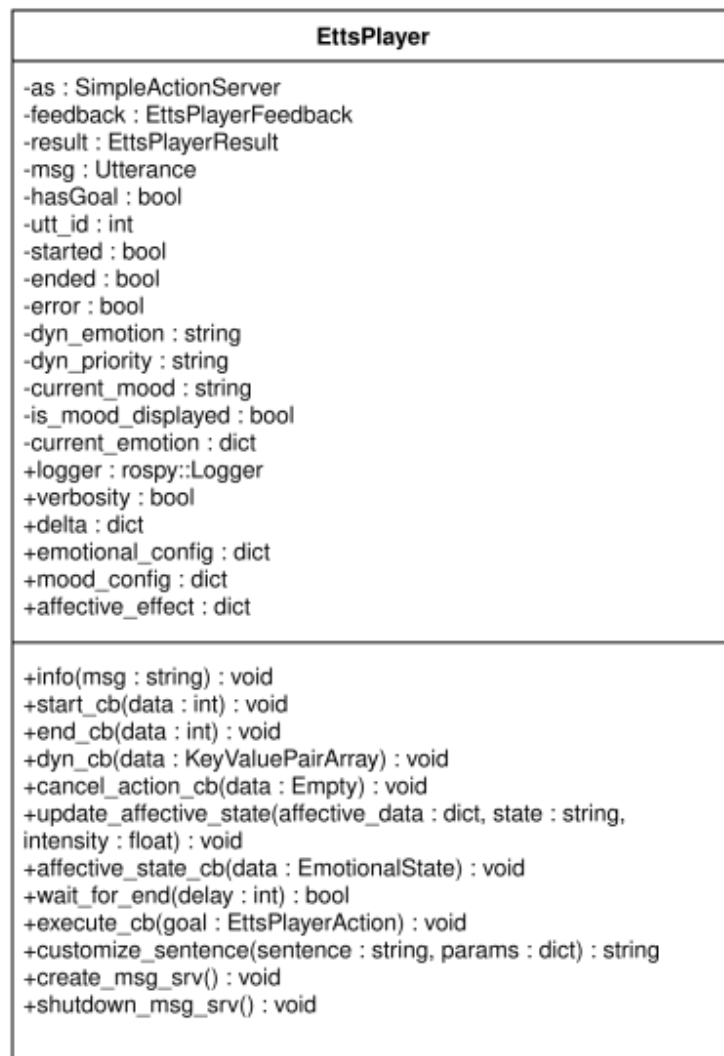 EttsPlayer
-as : SimpleActionServer
-feedback : EttsPlayerFeedback
-result : EttsPlayerResult
-msg : Utterance
-hasGoal : bool
-utt_id : int
-started : bool
-ended : bool
-error : bool
-dyn_emotion : string
-dyn_priority : string
-current_mood : string
-is_mood_displayed : bool
-current_emotion : dict
+logger : rospy::Logger
+verbosity : bool
+delta : dict
+emotional_config : dict
+mood_config : dict
+affective_effect : dict
+info(msg : string) : void
+start_cb(data : int) : void
+end_cb(data : int) : void
+dyn_cb(data : KeyValuePairArray) : void
+cancel_action_cb(data : Empty) : void
+update_affective_state(affective_data : dict, state : string,
intensity : float) : void
+affective_state_cb(data : EmotionalState) : void
+wait_for_end(delay : int) : bool
+execute_cb(goal : EttsPlayerAction) : void
+customize_sentence(sentence : string, params : dict) : string
+create_msg_srv() : void
+shutdown_msg_srv() : void